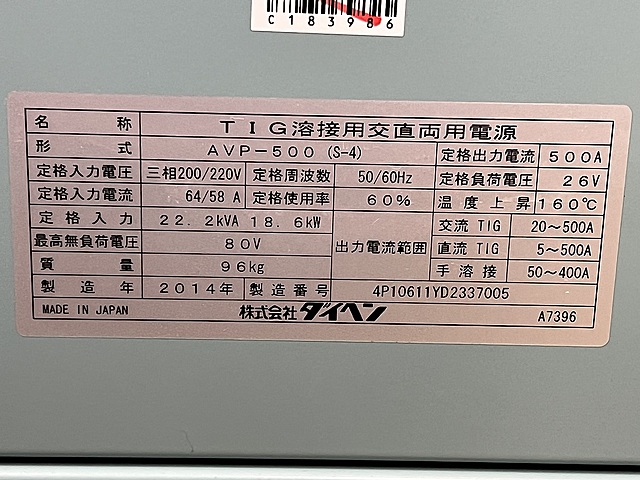 C183986
名称 TIG溶接用交直両用電源
形式 AVP-500 (S-4) 定格出力電流 500A
定格入力電圧 三相200/220V 定格周波数 50/60Hz 定格負荷電圧 26V
定格入力電流 64/58 A 定格使用率 60% 温度上昇 160℃
定格入力 22.2kVA 18.6kW 出力電流範囲 交流 TIG 20~500A
最高無負荷電圧 80V 直流 TIG 5~500A
質量 96kg 手溶接 50~400A
製造年 2014年 製造番号 4P10611YD2337005
MADE IN JAPAN 株式会社ダイヘン A7396